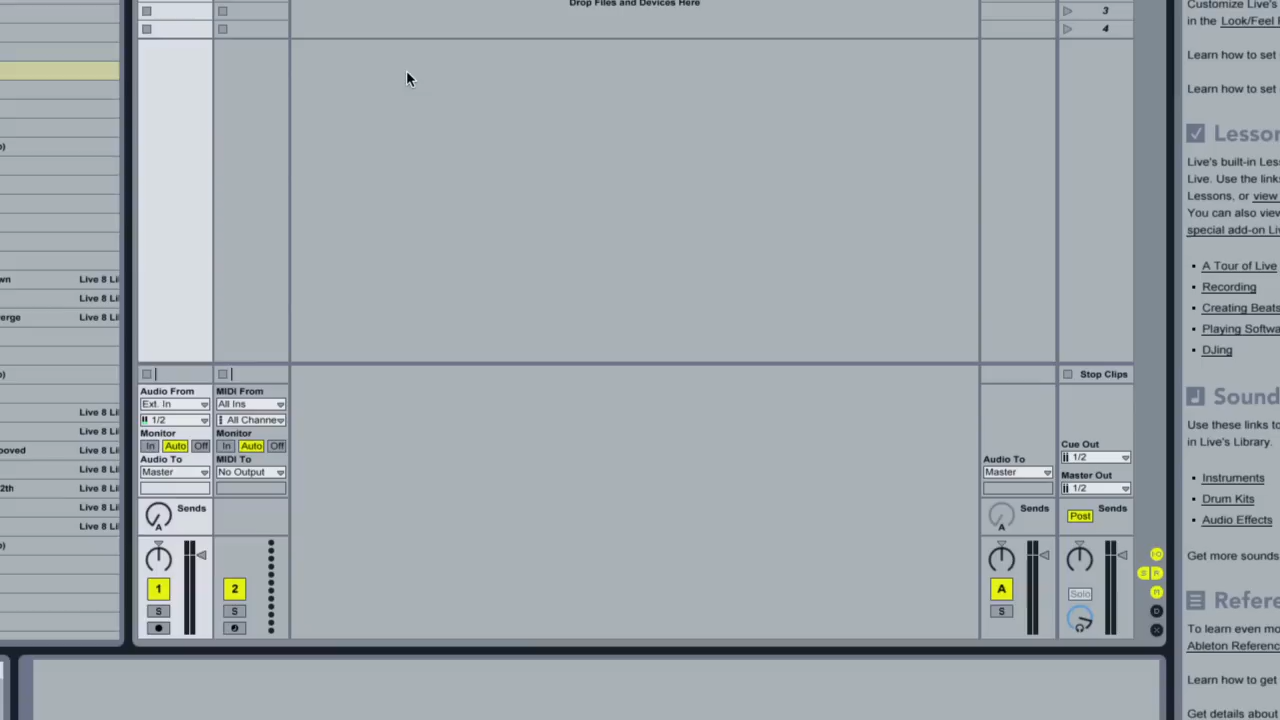 Drop Files and Devices Here
3
4
Customize Live's
in the Look/Feel
Learn how to set
Learn how to set
Lesson
Live's built-in Les
Live. Use the link
Lessons, or view
You can also view
special add-on Li
• A Tour of Live
• Recording
• Creating Beats
• Playing Softwa
• DJing
Sound
Use these links to
in Live's Library.
• Instruments
• Drum Kits
• Audio Effects
Get more sounds
Refere
To learn even mo
Ableton Referenc
Learn how to get
Get details about
wn Live 8 Li
Live 8 Li
erge Live 8 Li
Live 8 Li
Live 8 Li
oved Live 8 Li
Live 8 Li
2th Live 8 Li
Live 8 Li
Live 8 Li
Audio From
Ext. In
1/2
Monitor
In Auto Off
Audio To
Master
Sends
A
1
S
MIDI From
All Ins
All Channe
Monitor
In Auto Off
MIDI To
No Output
2
S
Audio To
Master
Sends
A
A
S
Stop Clips
Cue Out
1/2
Master Out
1/2
Post Sends
Solo